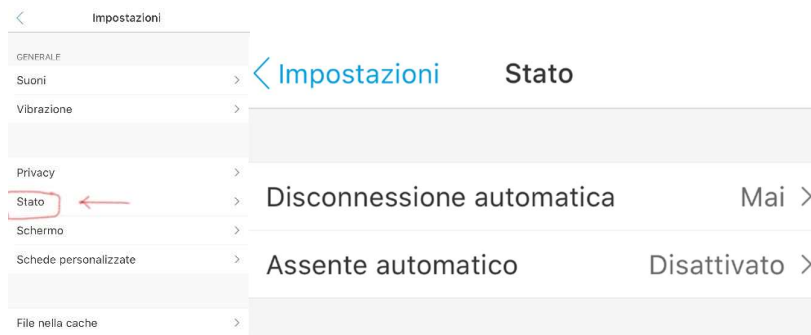 Impostazioni
GENERALE
Suoni
Vibrazione
Privacy
Stato
Schermo
Schede personalizzate
File nella cache
Impostazioni Stato
Disconnessione automatica Mai
Assente automatico Disattivato